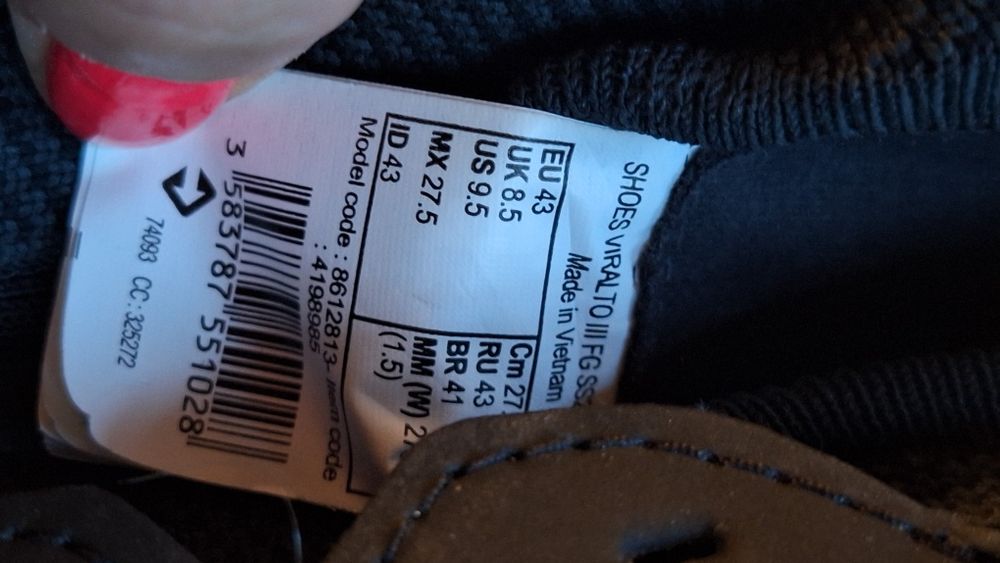 SHOES VIRALTO III FG
Made in Vietnam
EU 43
UK 8.5
US 9.5
MX 27.5
ID 43
Cm 27
RU 43
BR 41
MM (W)
(1.5)
Model code : 8612813- Item code
: 4198985
3 583787 551028
74093 CC : 325272